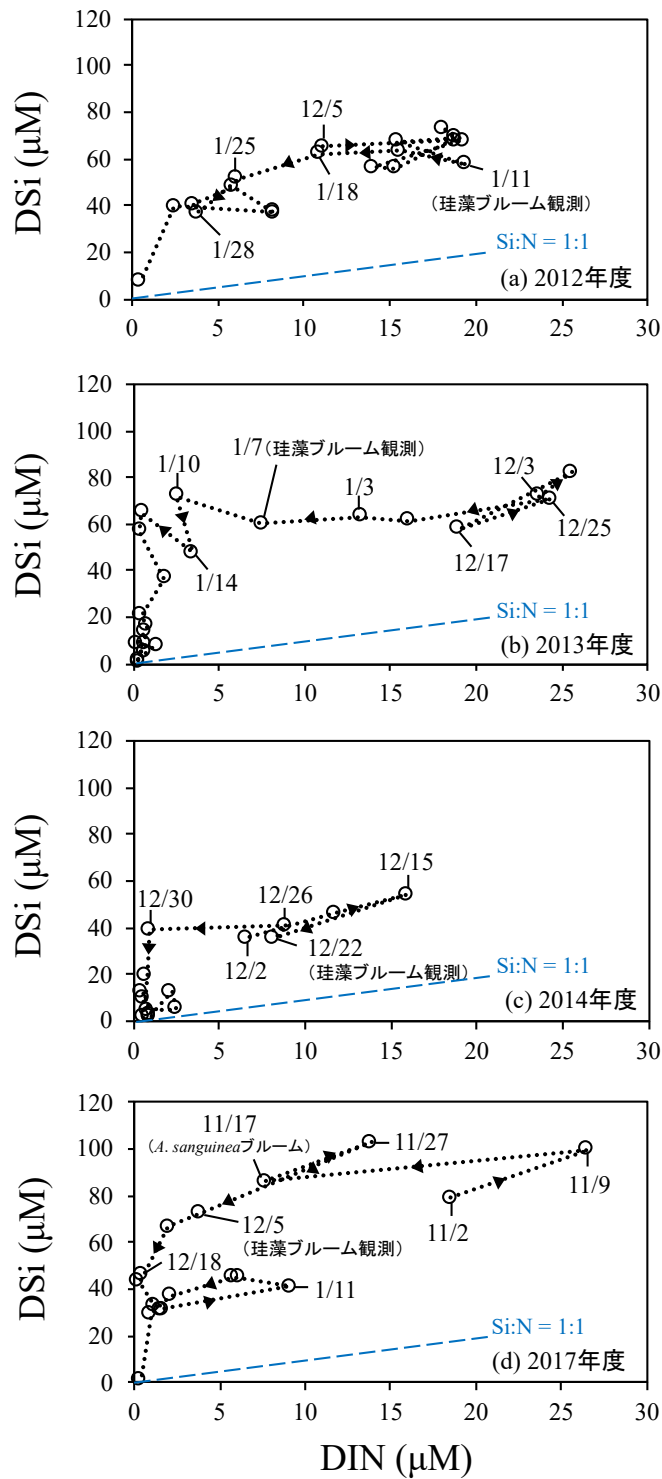 DSi (μM)
120
100
80
60
40
20
0
12/5
1/25
1/18
1/11
(珪藻ブルーム観測)
1/28
Si:N = 1:1
(a) 2012年度
0 5 10 15 20 25 30
DSi (μM)
120
100
80
60
40
20
0
1/7(珪藻ブルーム観測)
1/10
1/3
12/3
12/25
12/17
1/14
Si:N = 1:1
(b) 2013年度
0 5 10 15 20 25 30
DSi (μM)
120
100
80
60
40
20
0
12/15
12/30
12/26
12/22
12/2
(珪藻ブルーム観測)
Si:N = 1:1
(c) 2014年度
0 5 10 15 20 25 30
DSi (μM)
120
100
80
60
40
20
0
11/17
(A. sanguineaブルーム)
11/27
11/9
11/2
12/5
(珪藻ブルーム観測)
12/18
1/11
Si:N = 1:1
(d) 2017年度
0 5 10 15 20 25 30
DIN (μM)